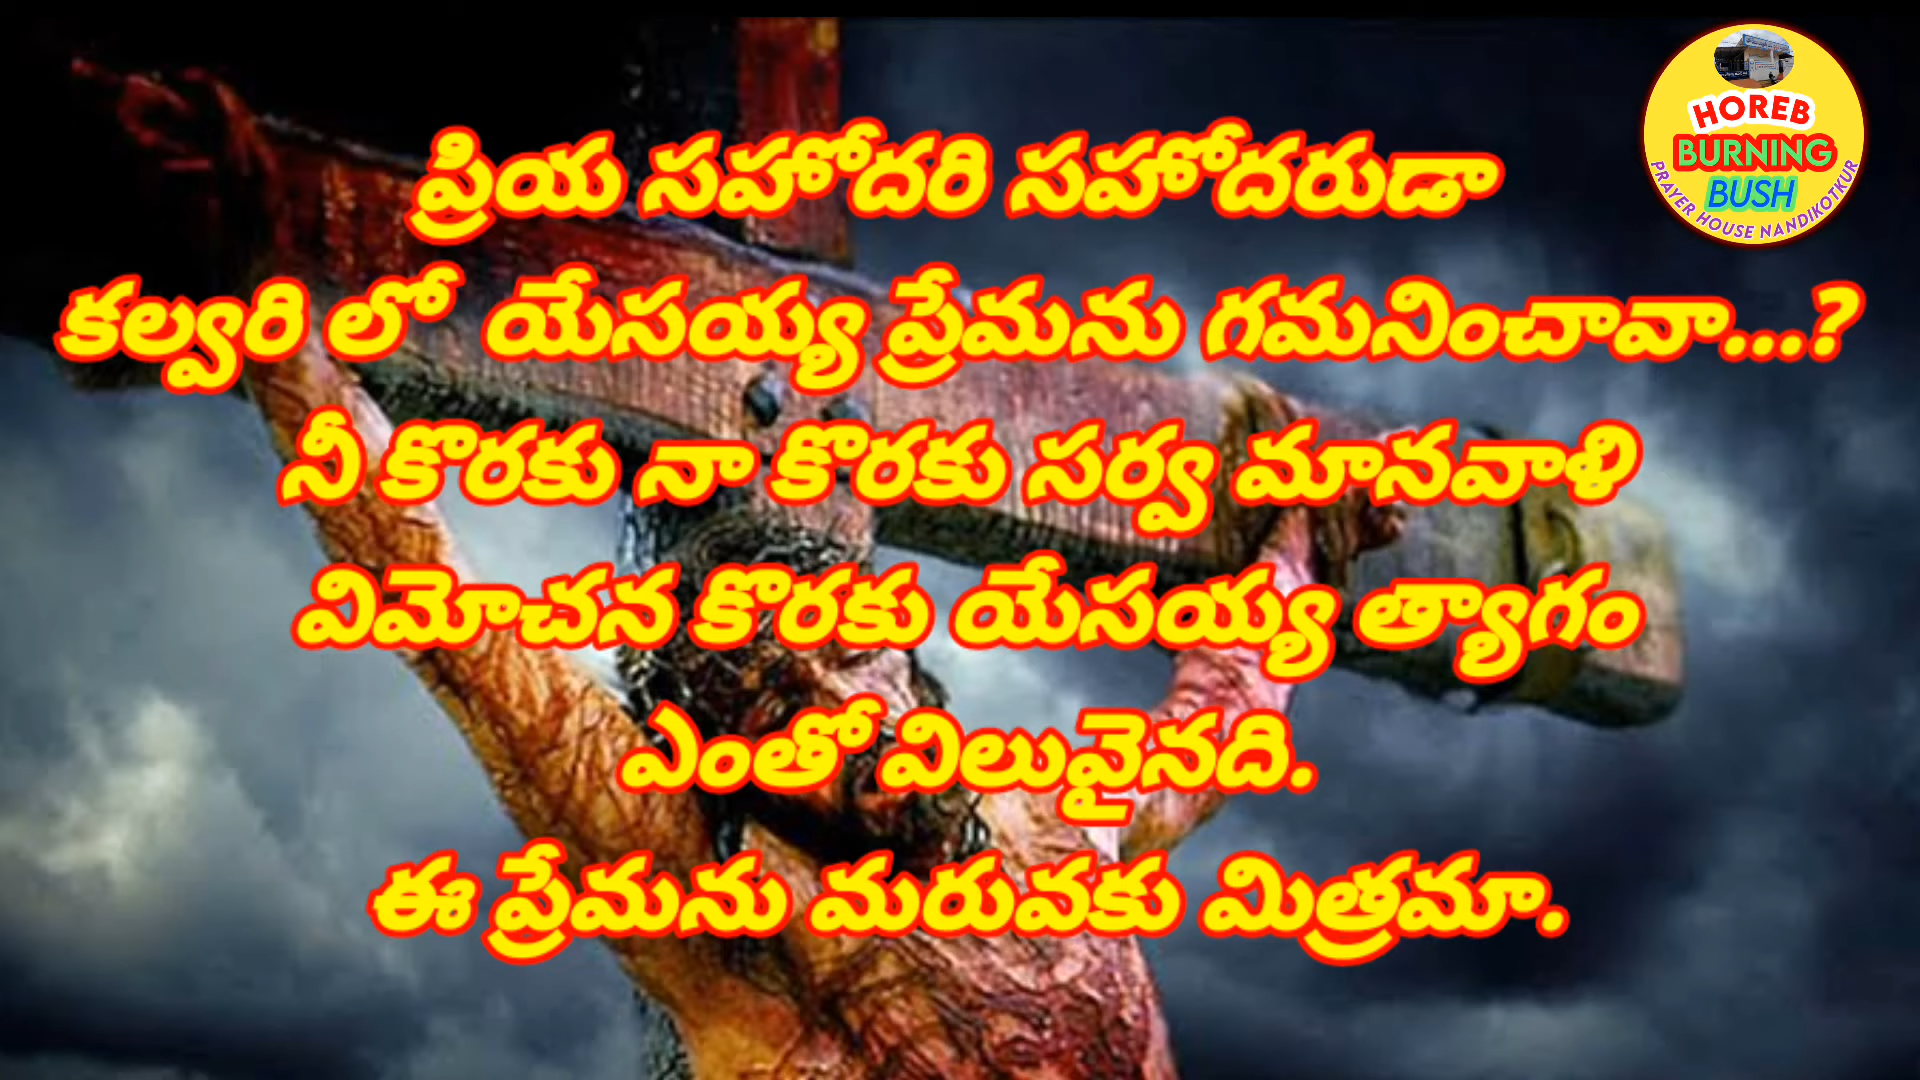 ప్రియ సహోదరి సహోదరుడా
కల్వరి లో యేసయ్య ప్రేమను గమనించావా...?
నీ కొరకు నా కొరకు సర్వ మానవాళి
విమోచన కొరకు యేసయ్య త్యాగం
ఎంతో విలువైనది.
ఈ ప్రేమను మరువకు మిత్రమా.
HOREB
BURNING
BUSH
PRAYER HOUSE NANDIKOTKUR